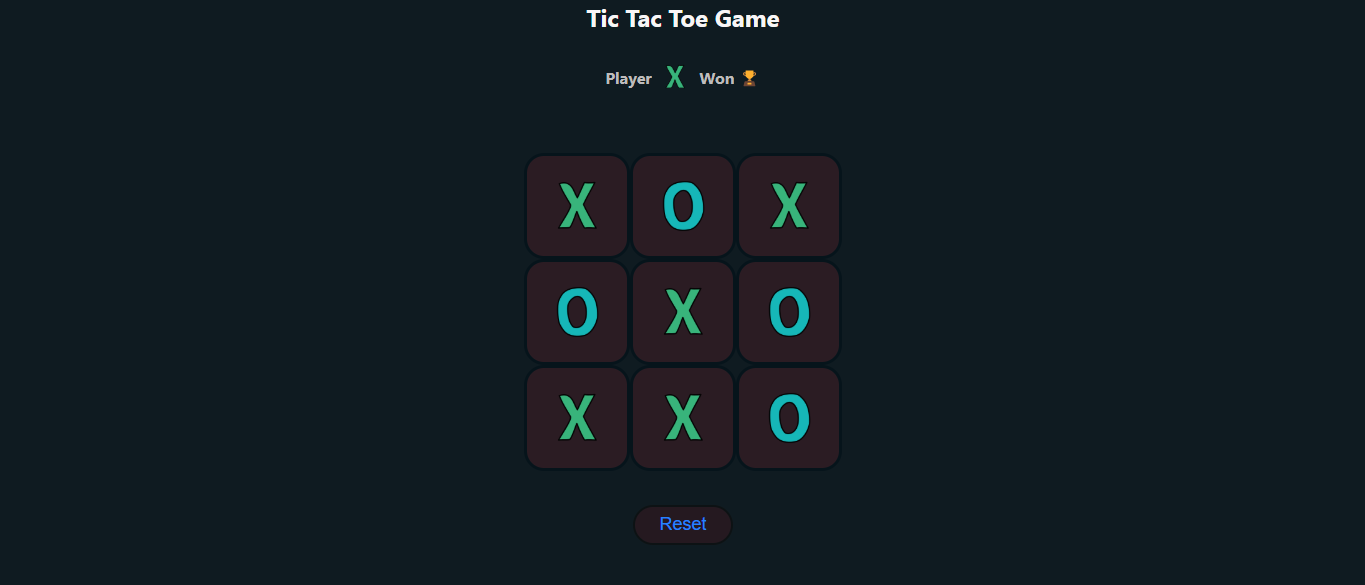 Tic Tac Toe Game
Player X Won 🏆
X O X
O X O
X X O
Reset